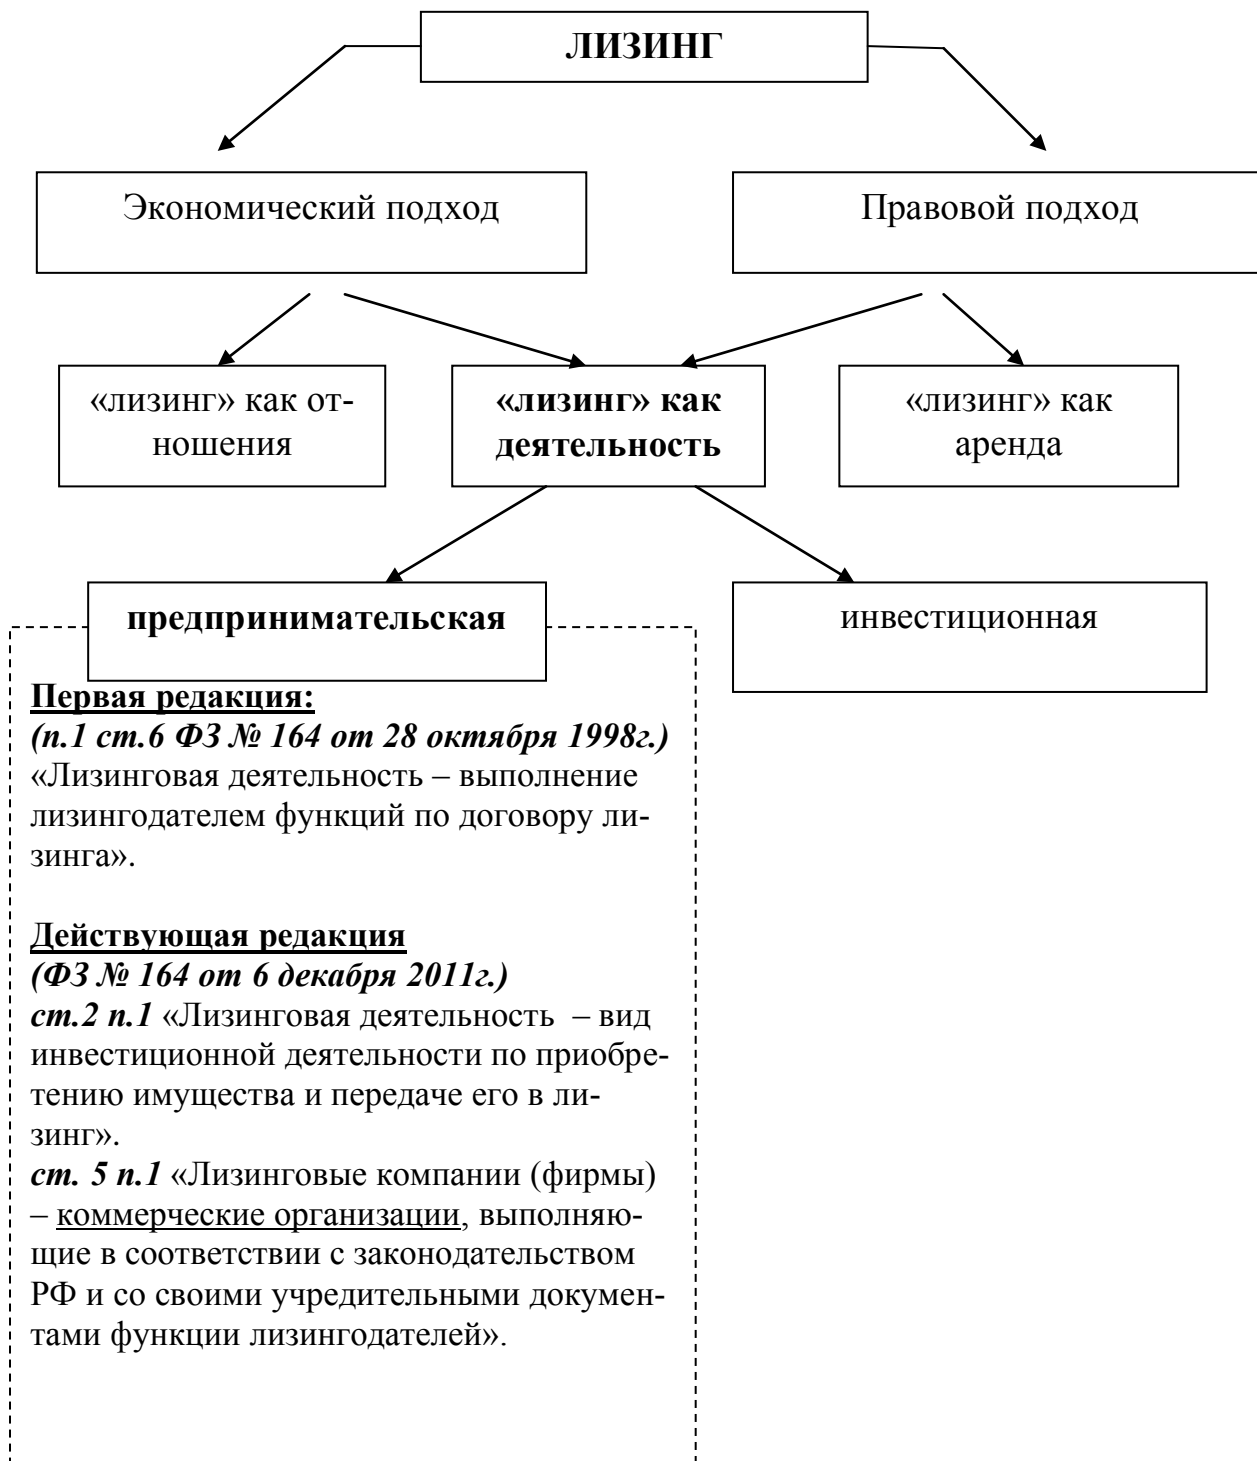 ЛИЗИНГ
Экономический подход
Правовой подход
«лизинг» как от-
ношения
«лизинг» как
деятельность
«лизинг» как
аренда
предпринимательская
инвестиционная
Первая редакция:
(п.1 ст.6 ФЗ № 164 от 28 октября 1998г.)
«Лизинговая деятельность – выполнение
лизингодателем функций по договору ли-
зинга».
Действующая редакция
(ФЗ № 164 от 6 декабря 2011г.)
ст.2 п.1 «Лизинговая деятельность – вид
инвестиционной деятельности по приобре-
тению имущества и передаче его в ли-
зинг».
ст. 5 п.1 «Лизинговые компании (фирмы)
– коммерческие организации, выполняю-
щие в соответствии с законодательством
РФ и со своими учредительными докумен-
тами функции лизингодателей».